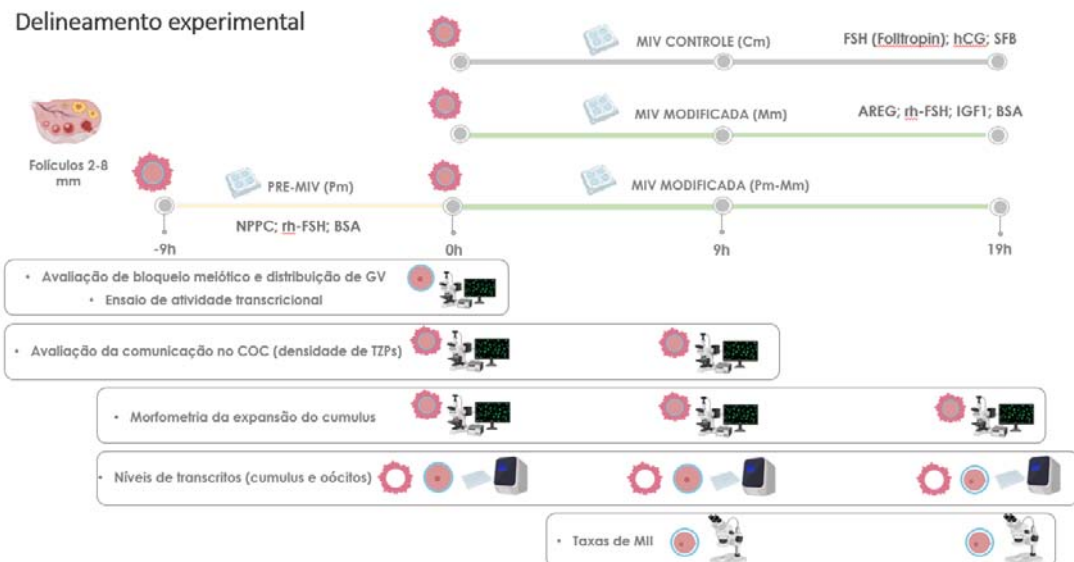 Delineamento experimental
MIV CONTROLE (Cm)
FSH (Folltropin); hCG; SFB
MIV MODIFICADA (Mm)
AREG; rh-FSH; IGF1; BSA
Folículos 2-8
mm
PRE-MIV (Pm)
MIV MODIFICADA (Pm-Mm)
NPPC; rh-FSH; BSA
-9h
0h
9h
19h
• Avaliação de bloqueio meiótico e distribuição de GV
• Ensaio de atividade transcricional
• Avaliação da comunicação no COC (densidade de TZPs)
• Morfometria da expansão do cumulus
• Níveis de transcritos (cumulus e oócitos)
• Taxas de MII